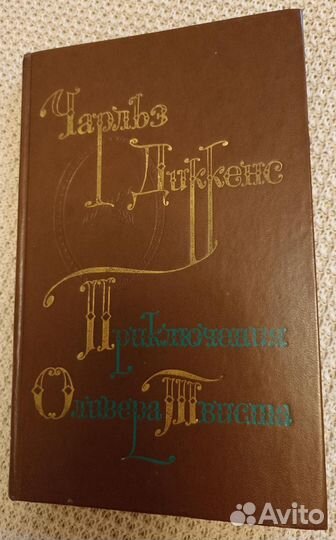 Чарльз
Диккенс
Приключения
Оливера Твиста
Avito